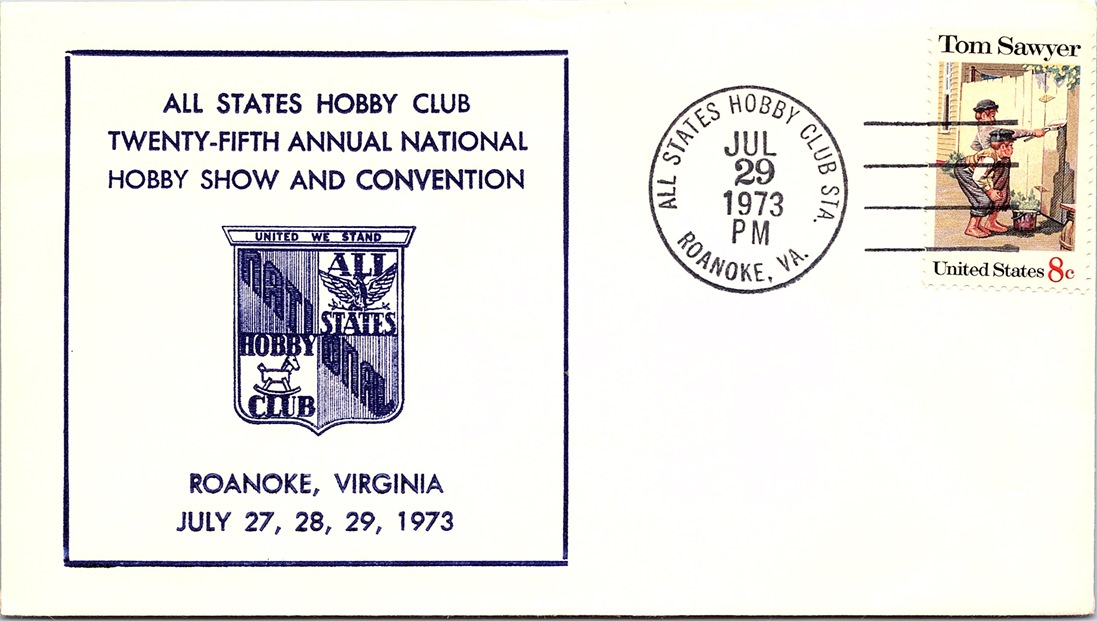 ALL STATES HOBBY CLUB
TWENTY-FIFTH ANNUAL NATIONAL
HOBBY SHOW AND CONVENTION
UNITED WE STAND
NATIONAL
ALL
STATES
HOBBY
CLUB
ROANOKE, VIRGINIA
JULY 27, 28, 29, 1973
ALL STATES HOBBY CLUB STA.
JUL
29
1973
PM
ROANOKE, VA.
Tom Sawyer
United States 8c